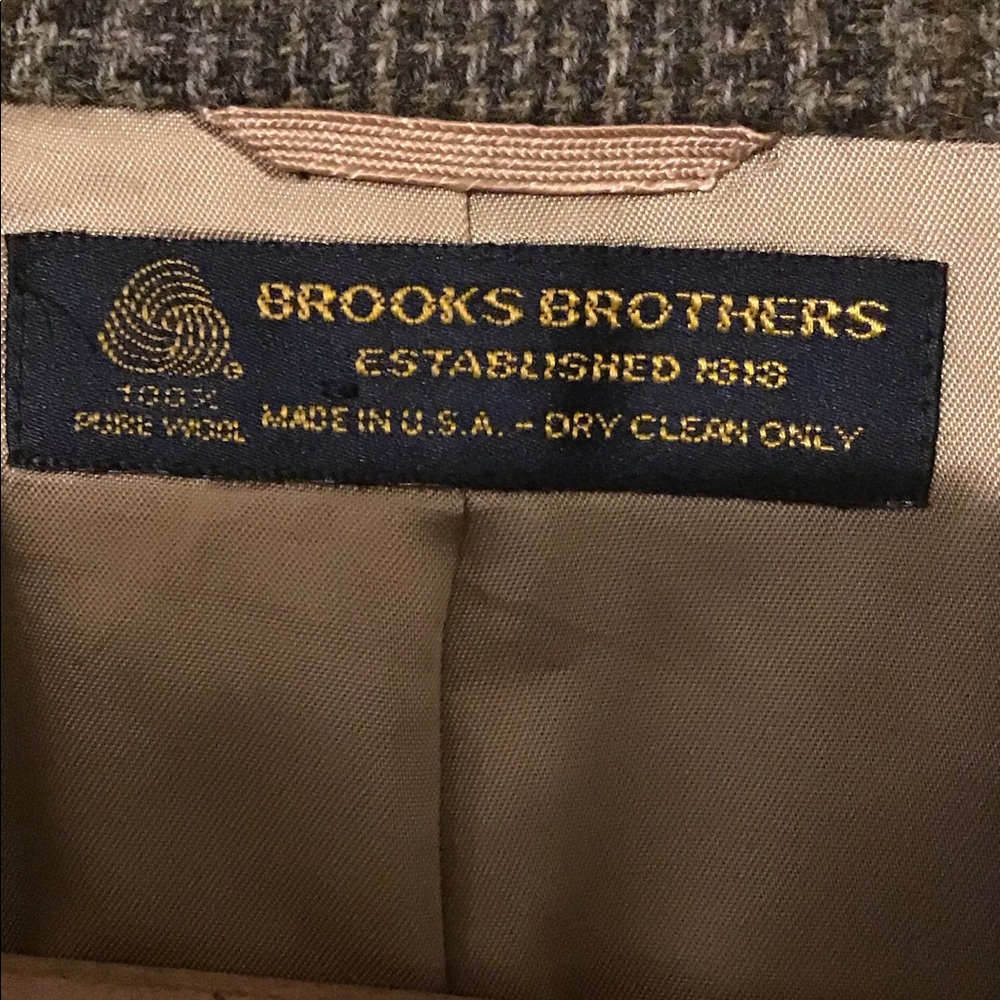 BROOKS BROTHERS
ESTABLISHED 1818
100%
PURE WOOL
MADE IN U.S.A. - DRY CLEAN ONLY